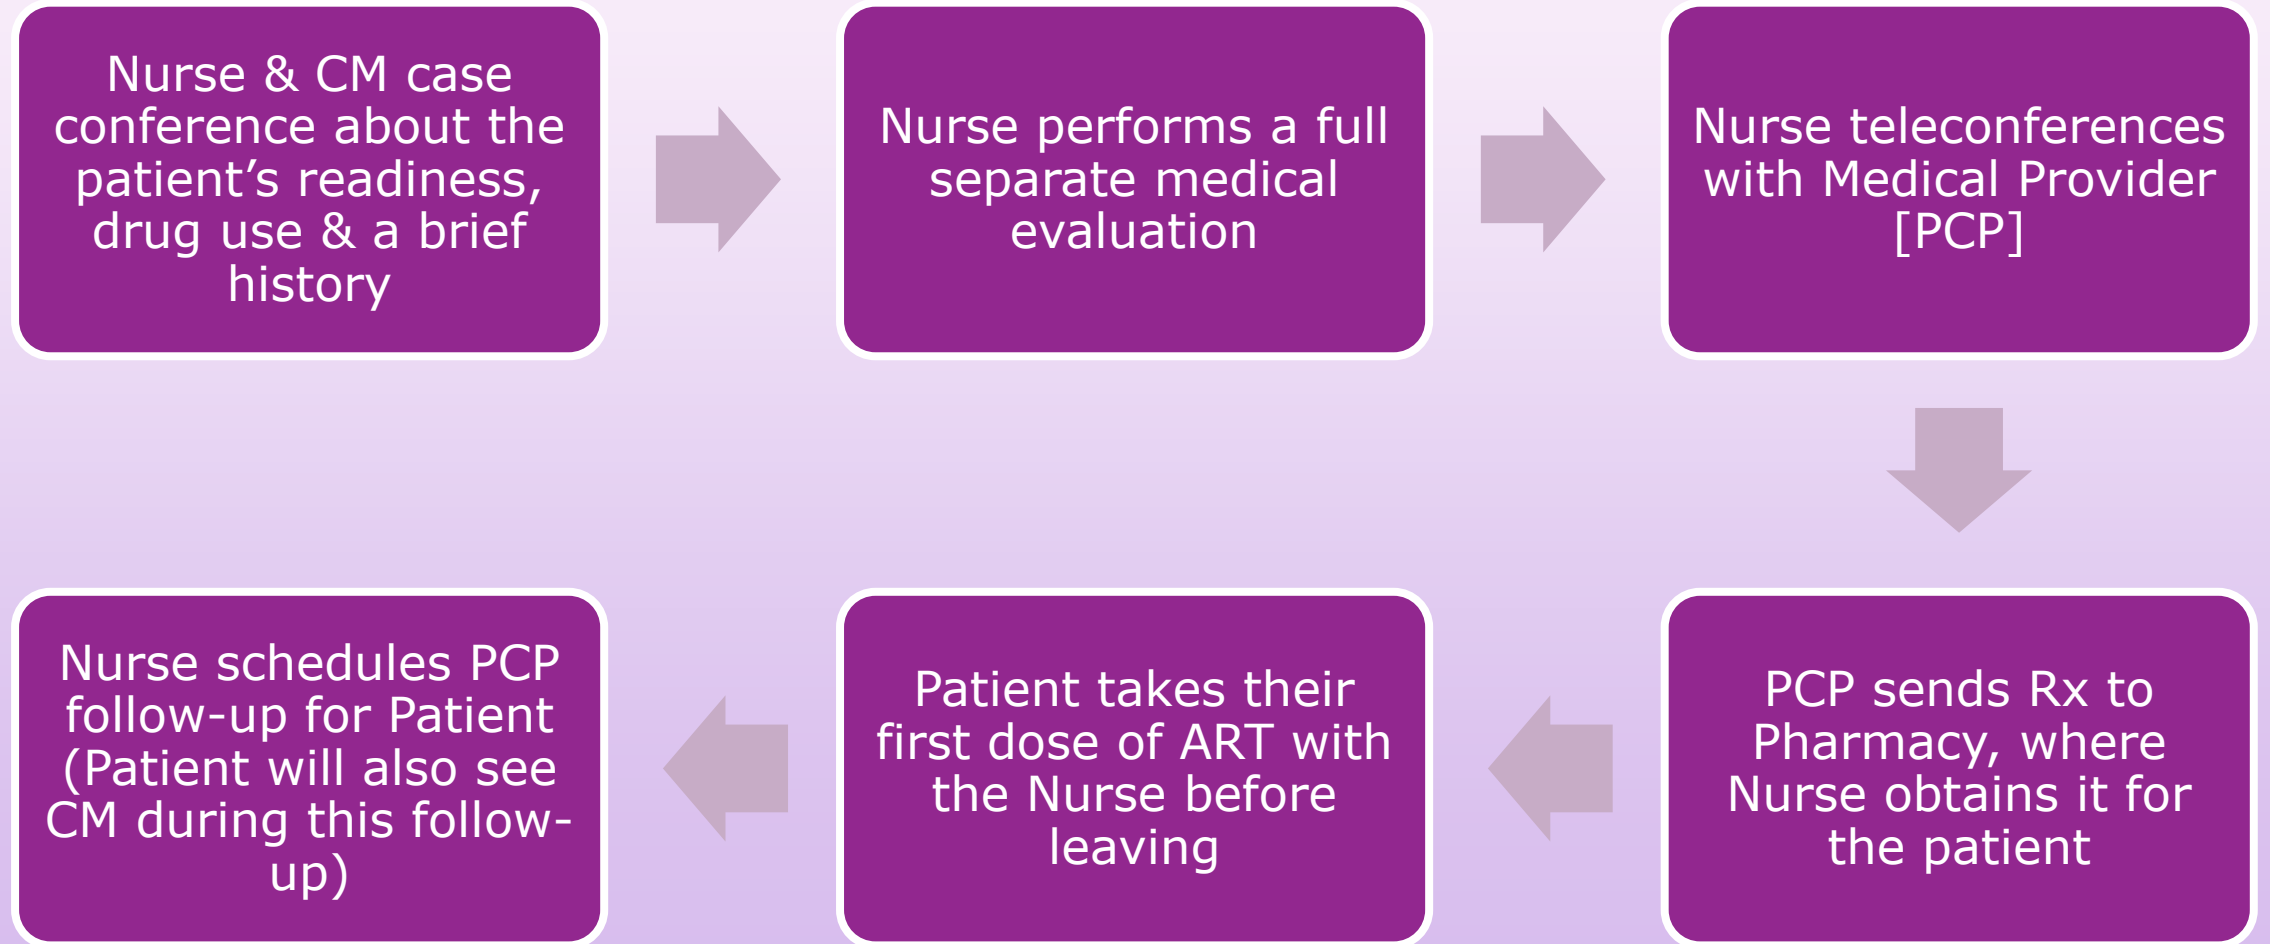 Nurse & CM case
conference about the
patient’s readiness,
drug use & a brief
history
Nurse performs a full
separate medical
evaluation
Nurse teleconferences
with Medical Provider
[PCP]
PCP sends Rx to
Pharmacy, where
Nurse obtains it for
the patient
Patient takes their
first dose of ART with
the Nurse before
leaving
Nurse schedules PCP
follow-up for Patient
(Patient will also see
CM during this follow-
up)